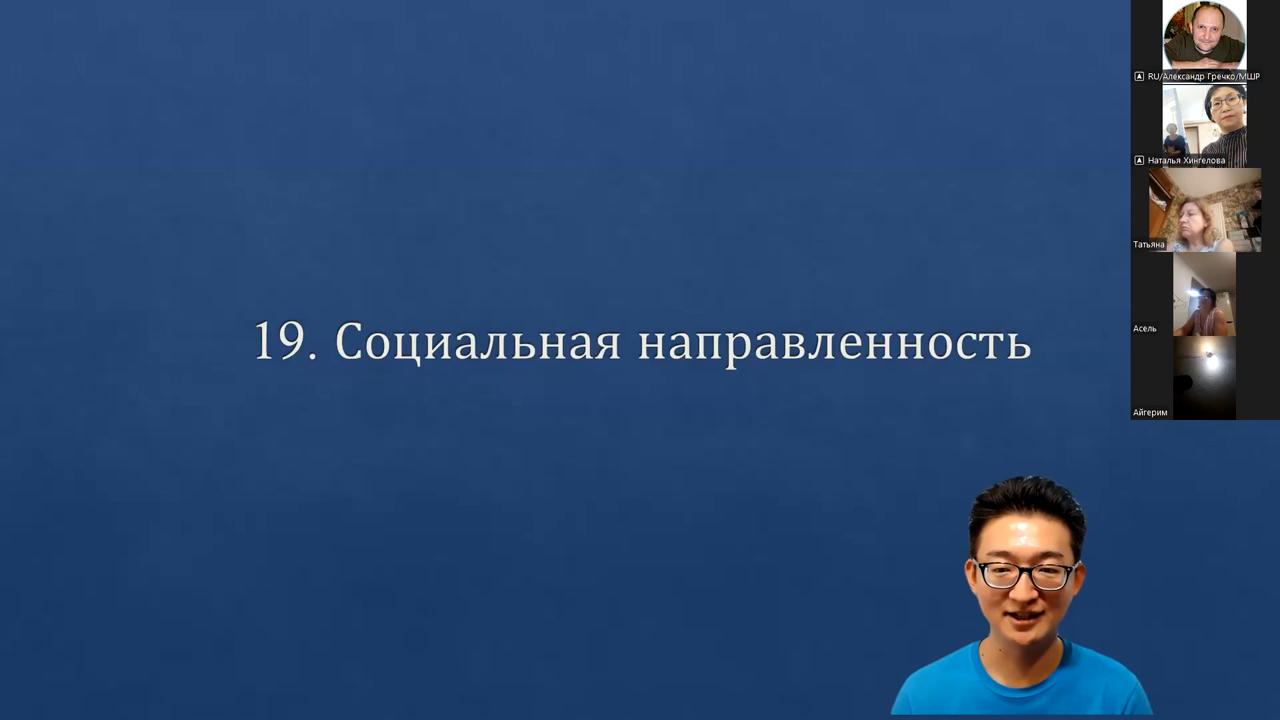 19. Социальная направленность
RU/Александр Гречко/МШР
Наталья Хингелова
Татьяна
Асель
Айгерим